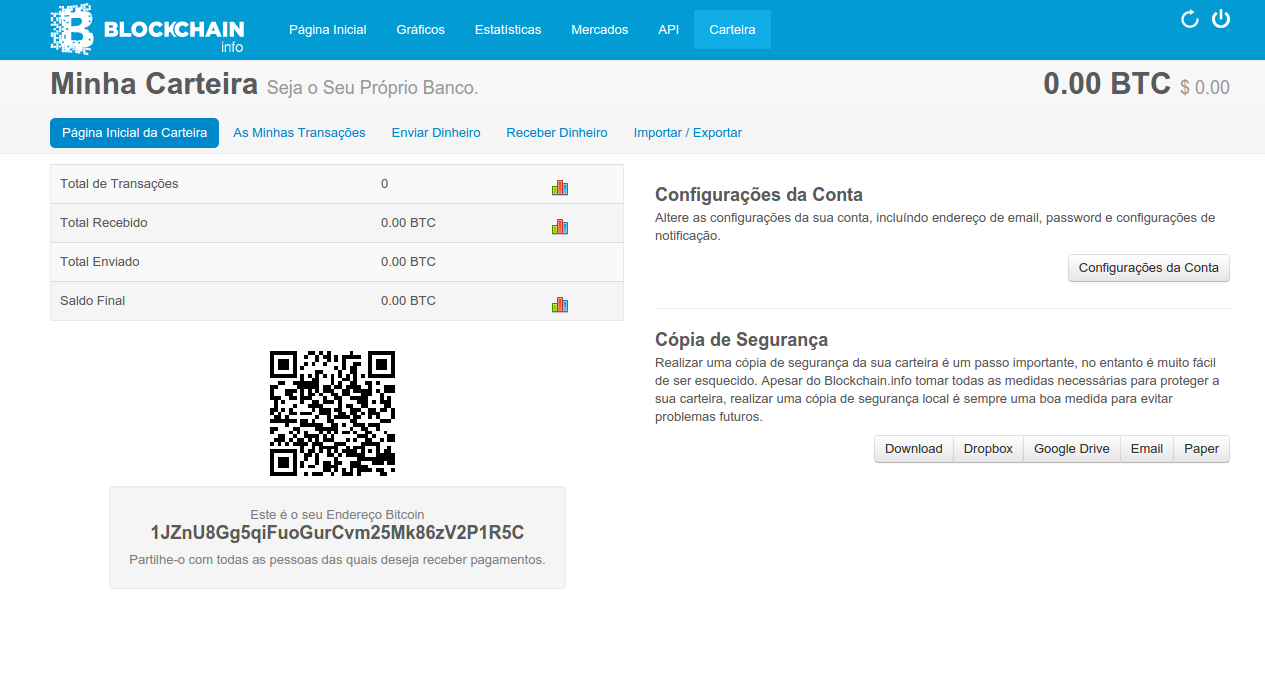 BLOCKCHAIN
info
Página Inicial
Gráficos
Estatísticas
Mercados
API
Carteira
Minha Carteira Seja o Seu Próprio Banco.
0.00 BTC $ 0.00
Página Inicial da Carteira
As Minhas Transações
Enviar Dinheiro
Receber Dinheiro
Importar / Exportar
Total de Transações 0
Total Recebido 0.00 BTC
Total Enviado 0.00 BTC
Saldo Final 0.00 BTC
Este é o seu Endereço Bitcoin
1JZnU8Gg5qiFuoGurCvm25Mk86zV2P1R5C
Partilhe-o com todas as pessoas das quais deseja receber pagamentos.
Configurações da Conta
Altere as configurações da sua conta, incluíndo endereço de email, password e configurações de
notificação.
Configurações da Conta
Cópia de Segurança
Realizar uma cópia de segurança da sua carteira é um passo importante, no entanto é muito fácil
de ser esquecido. Apesar do Blockchain.info tomar todas as medidas necessárias para proteger a
sua carteira, realizar uma cópia de segurança local é sempre uma boa medida para evitar
problemas futuros.
Download
Dropbox
Google Drive
Email
Paper